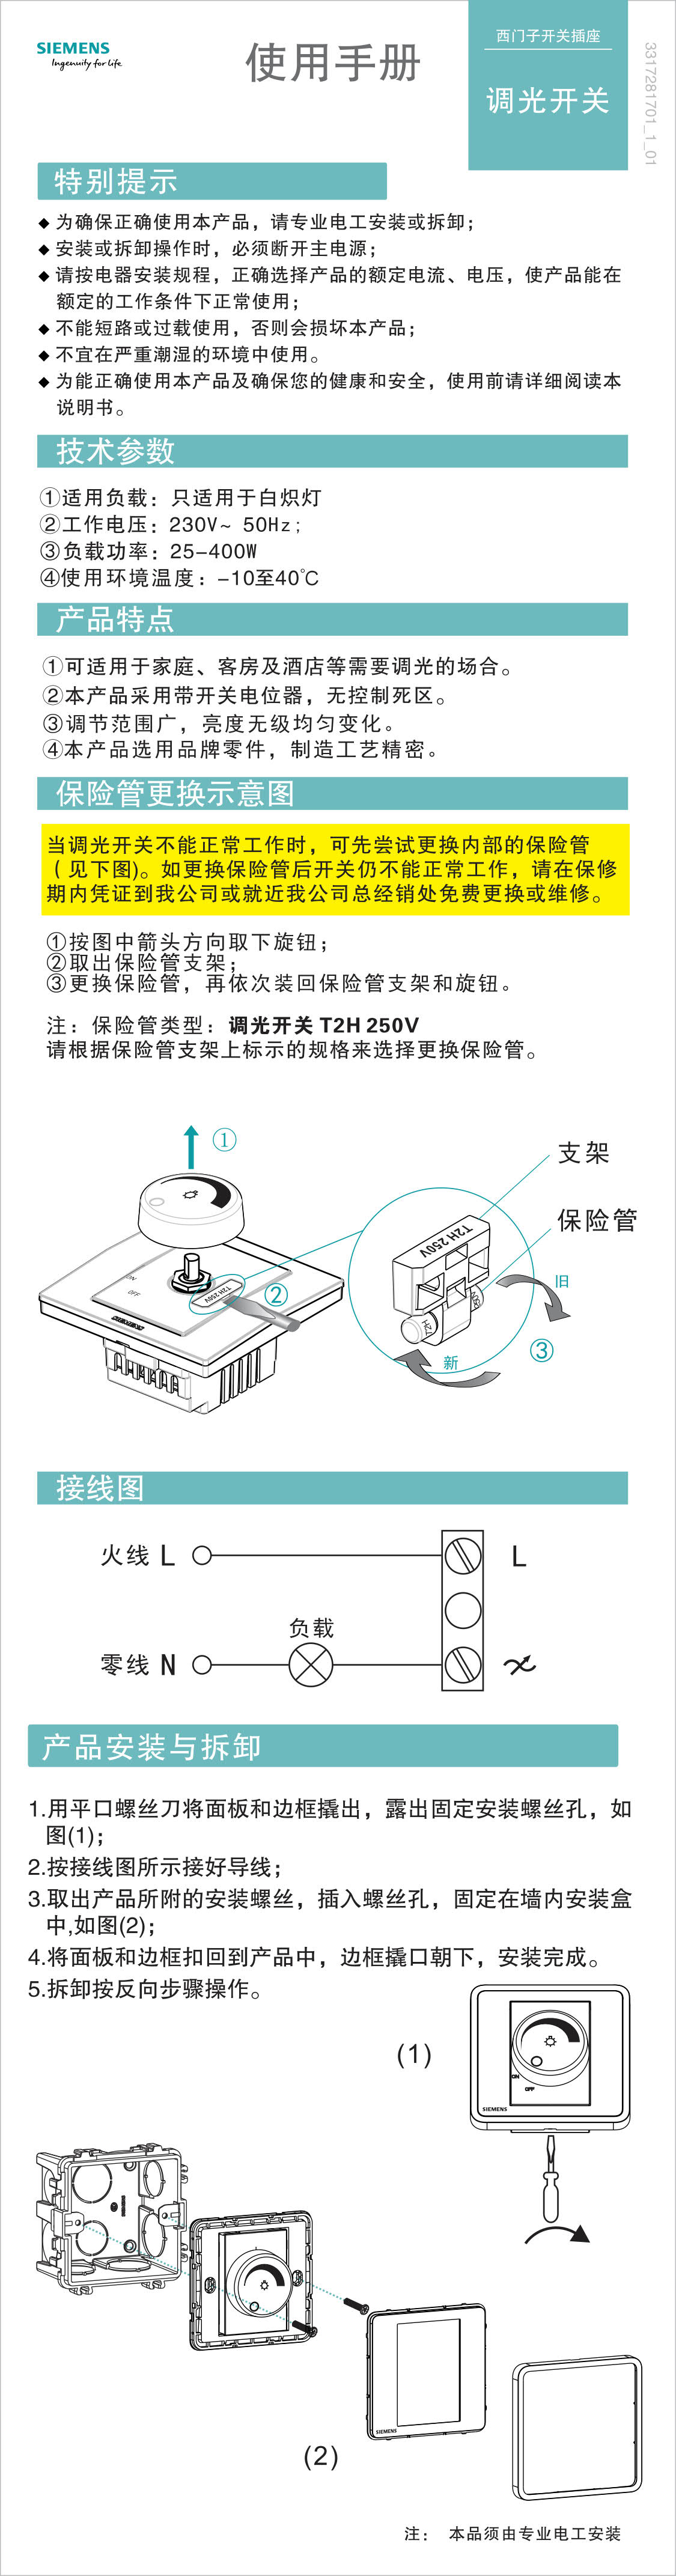 SIEMENS
Ingenuity for life
使用手册
西门子开关插座
调光开关
3317281701_1_01
特别提示
◆ 为确保正确使用本产品，请专业电工安装或拆卸；
◆ 安装或拆卸操作时，必须断开主电源；
◆ 请按电器安装规程，正确选择产品的额定电流、电压，使产品能在
额定的工作条件下正常使用；
◆ 不能短路或过载使用，否则会损坏本产品；
◆ 不宜在严重潮湿的环境中使用。
◆ 为能正确使用本产品及确保您的健康和安全，使用前请详细阅读本
说明书。
技术参数
①适用负载：只适用于白炽灯
②工作电压：230V~ 50Hz;
③负载功率：25-400W
④使用环境温度：-10至40℃
产品特点
①可适用于家庭、客房及酒店等需要调光的场合。
②本产品采用带开关电位器，无控制死区。
③调节范围广，亮度无级均匀变化。
④本产品选用品牌零件，制造工艺精密。
保险管更换示意图
当调光开关不能正常工作时，可先尝试更换内部的保险管
（见下图)。如更换保险管后开关仍不能正常工作，请在保修
期内凭证到我公司或就近我公司总经销处免费更换或维修。
①按图中箭头方向取下旋钮；
②取出保险管支架；
③更换保险管，再依次装回保险管支架和旋钮。
注：保险管类型：调光开关 T2H 250V
请根据保险管支架上标示的规格来选择更换保险管。
①
支架
保险管
T2H 250V
ON
OFF
T2H 250V
②
SIEMENS
旧
新
③
接线图
火线 L
L
负载
零线 N
产品安装与拆卸
1.用平口螺丝刀将面板和边框撬出，露出固定安装螺丝孔，如
图(1)；
2.按接线图所示接好导线；
3.取出产品所附的安装螺丝，插入螺丝孔，固定在墙内安装盒
中,如图(2)；
4.将面板和边框扣回到产品中，边框撬口朝下，安装完成。
5.拆卸按反向步骤操作。
(1)
ON
OFF
SIEMENS
SIEMENS
(2)
注： 本品须由专业电工安装